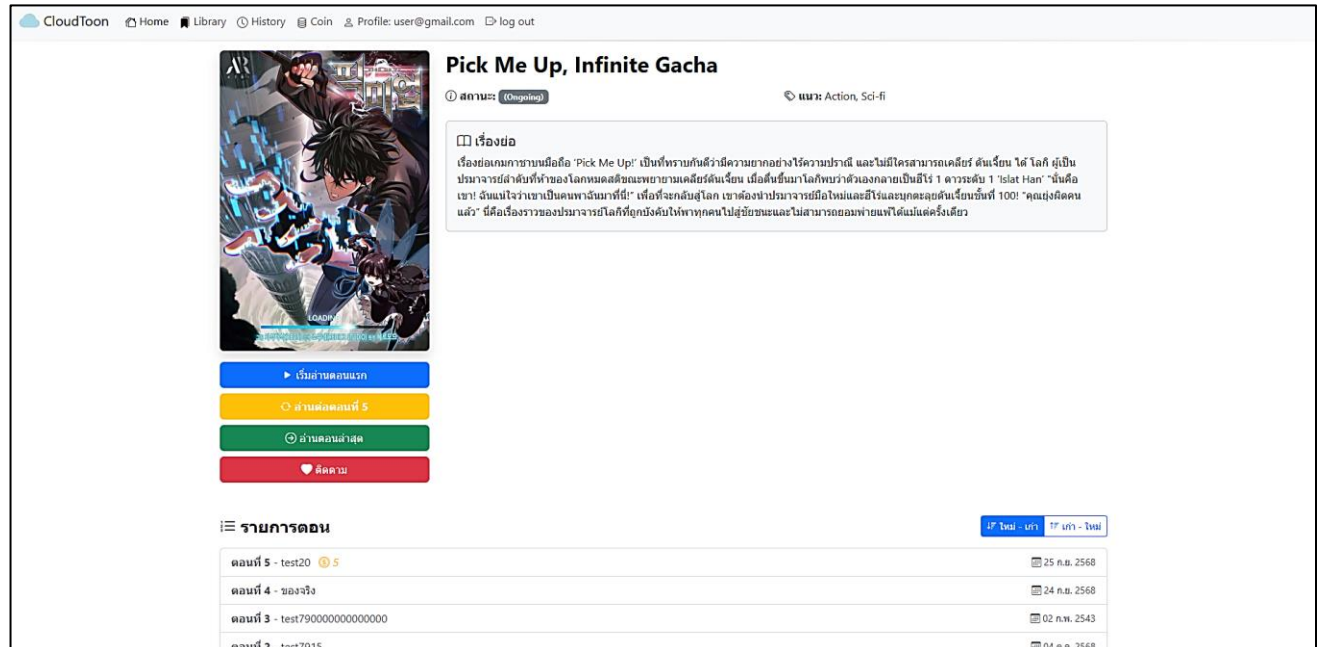 CloudToon Home Library History Coin Profile: user@gmail.com log out
Pick Me Up, Infinite Gacha
สถานะ: (Ongoing) แนว: Action, Sci-fi
เรื่องย่อ
เรื่องย่อเกมกาชาบนมือถือ 'Pick Me Up!' เป็นที่ทราบกันดีว่ามีความยากอย่างไร้ความปราณี และไม่มีใครสามารถเคลียร์ ดันเจี้ยน ได้ โลกิ ผู้เป็น
ปรมาจารย์ลำดับที่ห้าของโลกหมดสติขณะพยายามเคลียร์ดันเจี้ยน เมื่อตื่นขึ้นมาโลกิพบว่าตัวเองกลายเป็นฮีโร่ 1 ดาวระดับ 1 'Islat Han' "นั่นคือ
เขา! ฉันแน่ใจว่าเขาเป็นคนพาฉันมาที่นี่!" เพื่อที่จะกลับสู่โลก เขาต้องนำปรมาจารย์มือใหม่และฮีโร่และบุกตะลุยดันเจี้ยนชั้นที่ 100! "คุณยุ่งผิดคน
แล้ว" นี่คือเรื่องราวของปรมาจารย์โลกิที่ถูกบังคับให้พาทุกคนไปสู่ชัยชนะและไม่สามารถยอมพ่ายแพ้ได้แม้แต่ครั้งเดียว
픽미업
LOADING
เริ่มอ่านตอนแรก
อ่านต่อตอนที่ 5
อ่านตอนล่าสุด
ติดตาม
รายการตอน ใหม่ - เก่า เก่า - ใหม่
ตอนที่ 5 - test20 5 25 ก.ย. 2568
ตอนที่ 4 - ของจริง 24 ก.ย. 2568
ตอนที่ 3 - test790000000000000 02 ก.พ. 2543
ตอนที่ 2 - test7915 2568